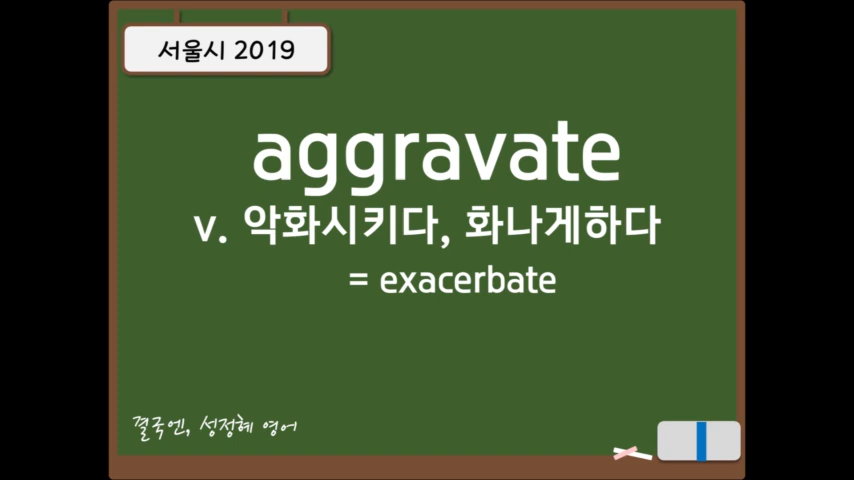 서울시 2019
aggravate
v. 악화시키다, 화나게하다
= exacerbate
결국엔, 성정혜 영어